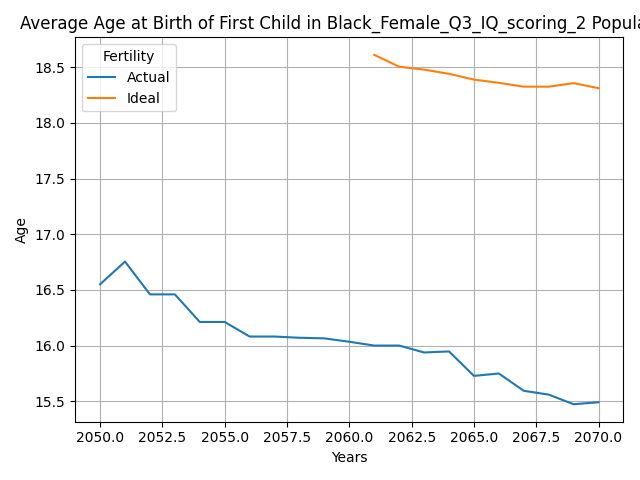 Average Age at Birth of First Child in Black_Female_Q3_IQ_scoring_2 Popula
Fertility
Actual
Ideal
18.5
18.0
17.5
17.0
16.5
16.0
15.5
Age
2050.0 2052.5 2055.0 2057.5 2060.0 2062.5 2065.0 2067.5 2070.0
Years